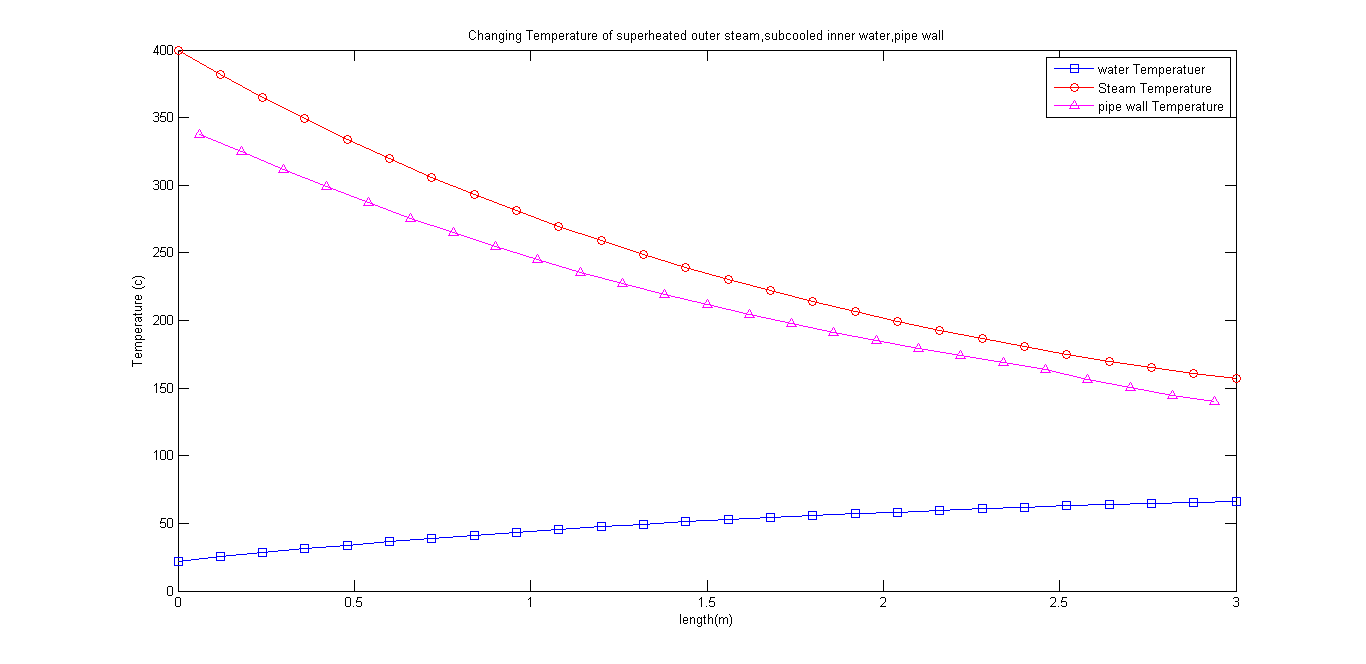 Changing Temperature of superheated outer steam,subcooled inner water,pipe wall
400
350
300
250
200
150
100
50
0
Temperature (c)
water Temperatuer
Steam Temperature
pipe wall Temperature
0
0.5
1
1.5
2
2.5
3
length(m)